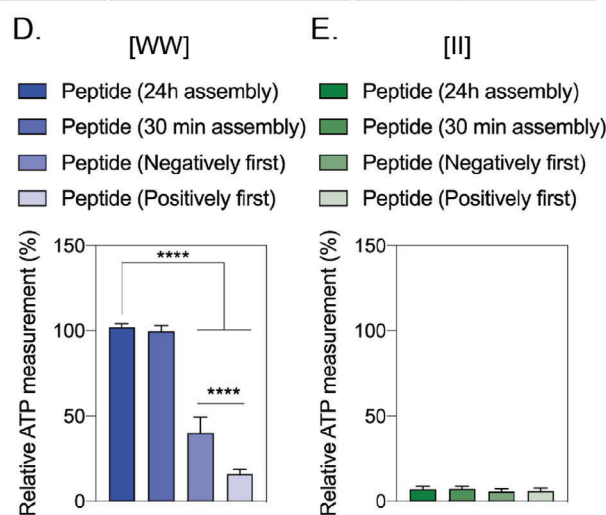 D.
[WW]
Peptide (24h assembly)
Peptide (30 min assembly)
Peptide (Negatively first)
Peptide (Positively first)
Relative ATP measurement (%)
150
100
50
0
****
****
E.
[II]
Peptide (24h assembly)
Peptide (30 min assembly)
Peptide (Negatively first)
Peptide (Positively first)
Relative ATP measurement (%)
150
100
50
0